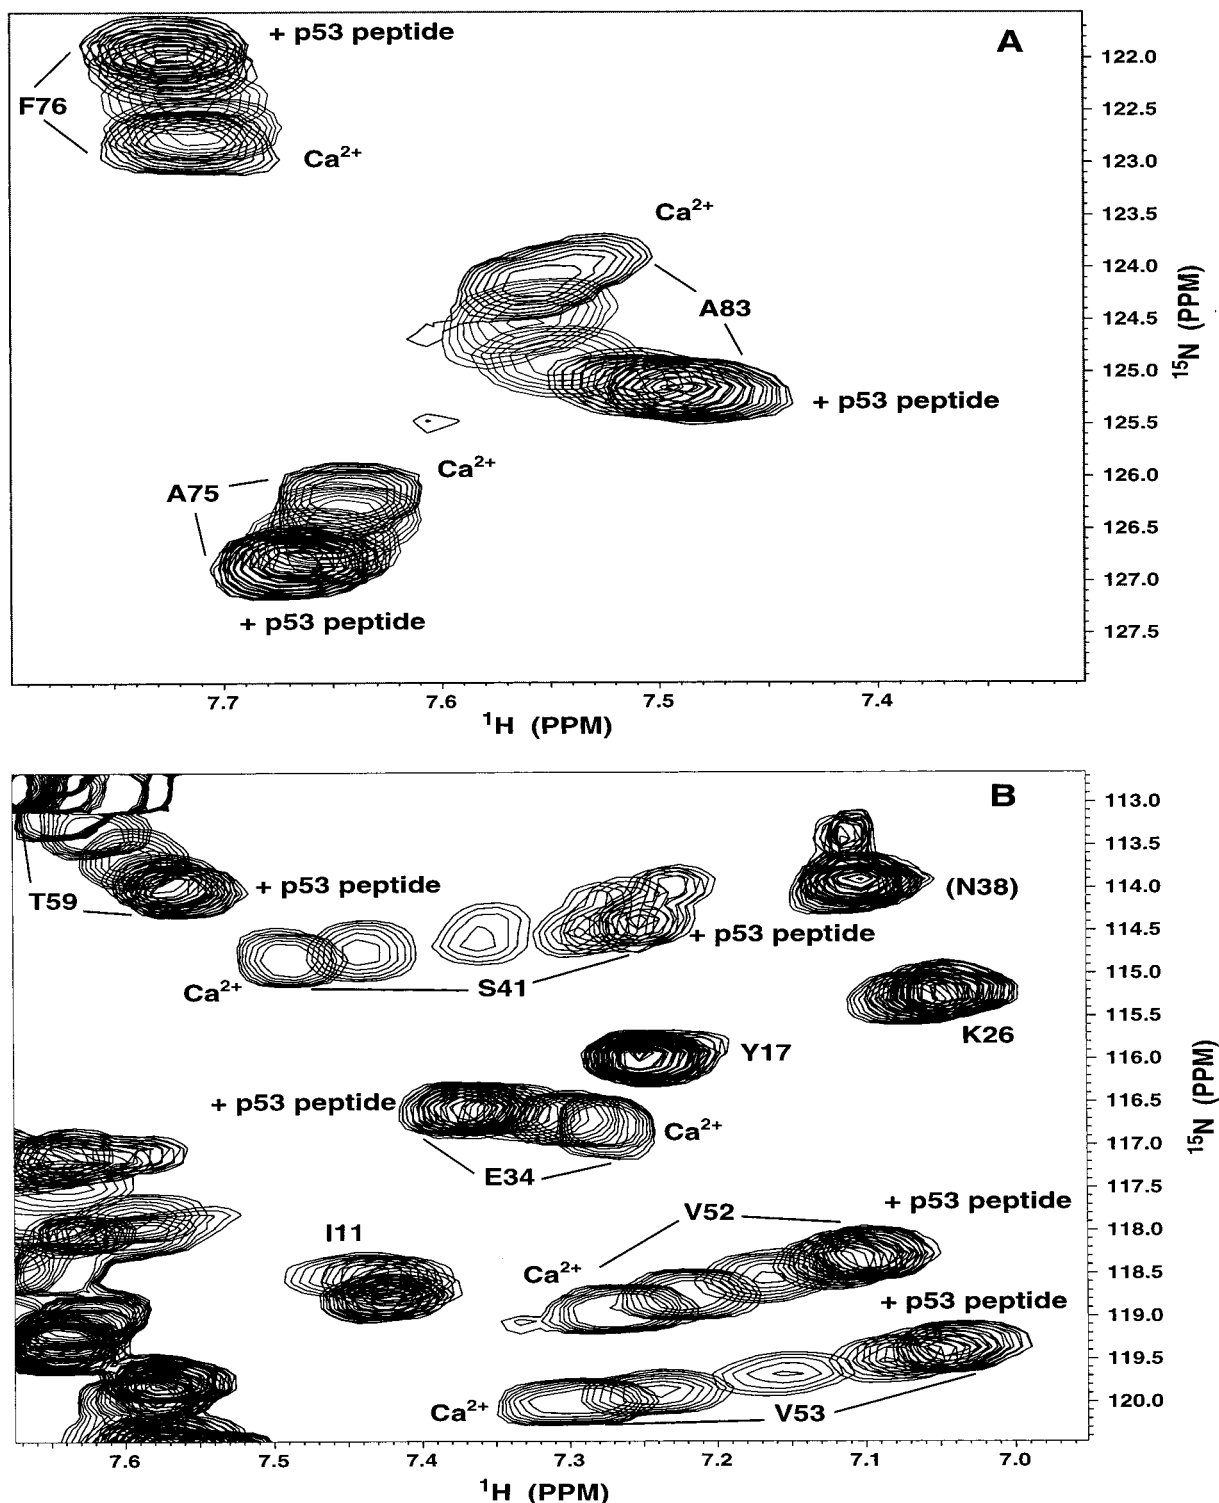 + p53 peptide
A
F76
Ca²⁺
Ca²⁺
A83
+ p53 peptide
Ca²⁺
A75
+ p53 peptide
122.0
122.5
123.0
123.5
124.0
124.5
125.0
125.5
126.0
126.5
127.0
127.5
¹⁵N (PPM)
7.7
7.6
7.5
7.4
¹H (PPM)
B
T59
+ p53 peptide
(N38)
+ p53 peptide
Ca²⁺
S41
K26
Y17
+ p53 peptide
Ca²⁺
E34
+ p53 peptide
V52
I11
Ca²⁺
+ p53 peptide
Ca²⁺
V53
113.0
113.5
114.0
114.5
115.0
115.5
116.0
116.5
117.0
117.5
118.0
118.5
119.0
119.5
120.0
¹⁵N (PPM)
7.6
7.5
7.4
7.3
7.2
7.1
7.0
¹H (PPM)